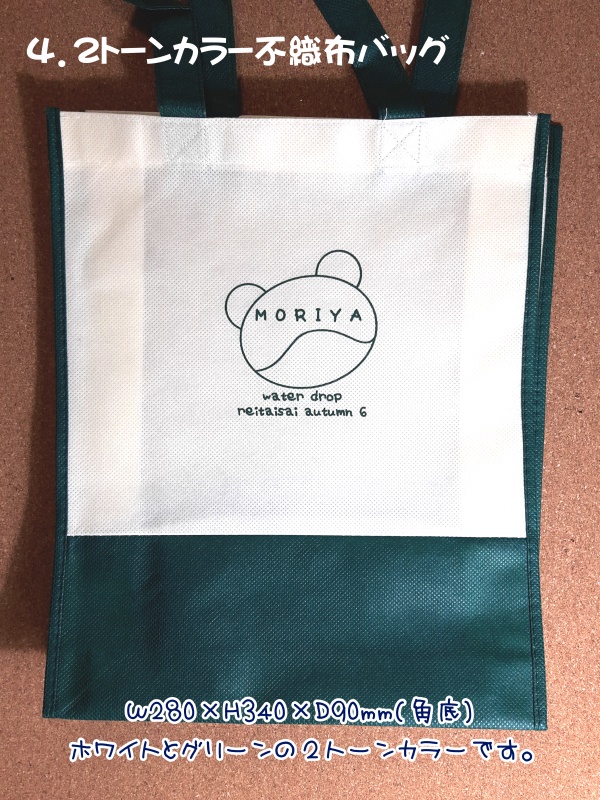 4. 2トーンカラー不織布バッグ
MORIYA
water drop
reitaisai autumn 6
W280×H340×D90mm(角底)
ホワイトとグリーンの2トーンカラーです。